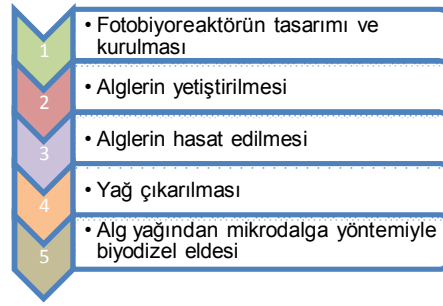 1
• Fotobiyoreaktörün tasarımı ve
kurulması
2
• Alglerin yetiştirilmesi
3
• Alglerin hasat edilmesi
4
• Yağ çıkarılması
5
• Alg yağından mikrodalga yöntemiyle
biyodizel eldesi